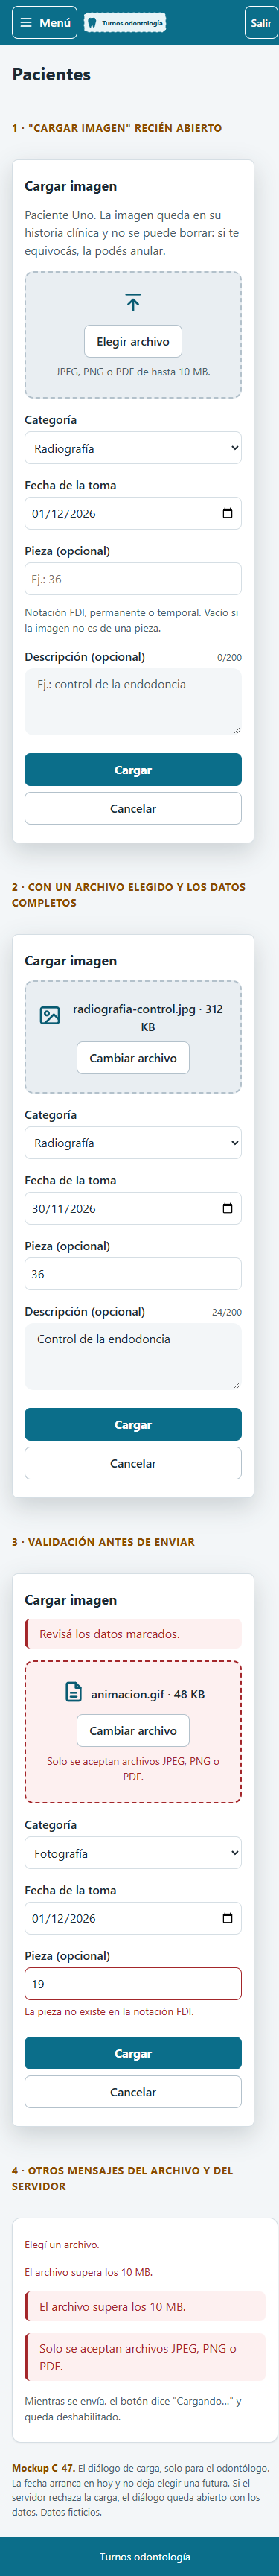 Menú
Turnos odontología
Salir
Pacientes
1 · "CARGAR IMAGEN" RECIÉN ABIERTO
Cargar imagen
Paciente Uno. La imagen queda en su
historia clínica y no se puede borrar: si te
equivocás, la podés anular.
Elegir archivo
JPEG, PNG o PDF de hasta 10 MB.
Categoría
Radiografía
Fecha de la toma
01/12/2026
Pieza (opcional)
Ej.: 36
Notación FDI, permanente o temporal. Vacío si
la imagen no es de una pieza.
Descripción (opcional) 0/200
Ej.: control de la endodoncia
Cargar
Cancelar
2 · CON UN ARCHIVO ELEGIDO Y LOS DATOS
COMPLETOS
Cargar imagen
radiografia-control.jpg · 312
KB
Cambiar archivo
Categoría
Radiografía
Fecha de la toma
30/11/2026
Pieza (opcional)
36
Descripción (opcional) 24/200
Control de la endodoncia
Cargar
Cancelar
3 · VALIDACIÓN ANTES DE ENVIAR
Cargar imagen
Revisá los datos marcados.
animacion.gif · 48 KB
Cambiar archivo
Solo se aceptan archivos JPEG, PNG o
PDF.
Categoría
Fotografía
Fecha de la toma
01/12/2026
Pieza (opcional)
19
La pieza no existe en la notación FDI.
Cargar
Cancelar
4 · OTROS MENSAJES DEL ARCHIVO Y DEL
SERVIDOR
Elegí un archivo.
El archivo supera los 10 MB.
El archivo supera los 10 MB.
Solo se aceptan archivos JPEG, PNG o
PDF.
Mientras se envía, el botón dice "Cargando…" y
queda deshabilitado.
Mockup C-47. El diálogo de carga, solo para el odontólogo.
La fecha arranca en hoy y no deja elegir una futura. Si el
servidor rechaza la carga, el diálogo queda abierto con los
datos. Datos ficticios.
Turnos odontología